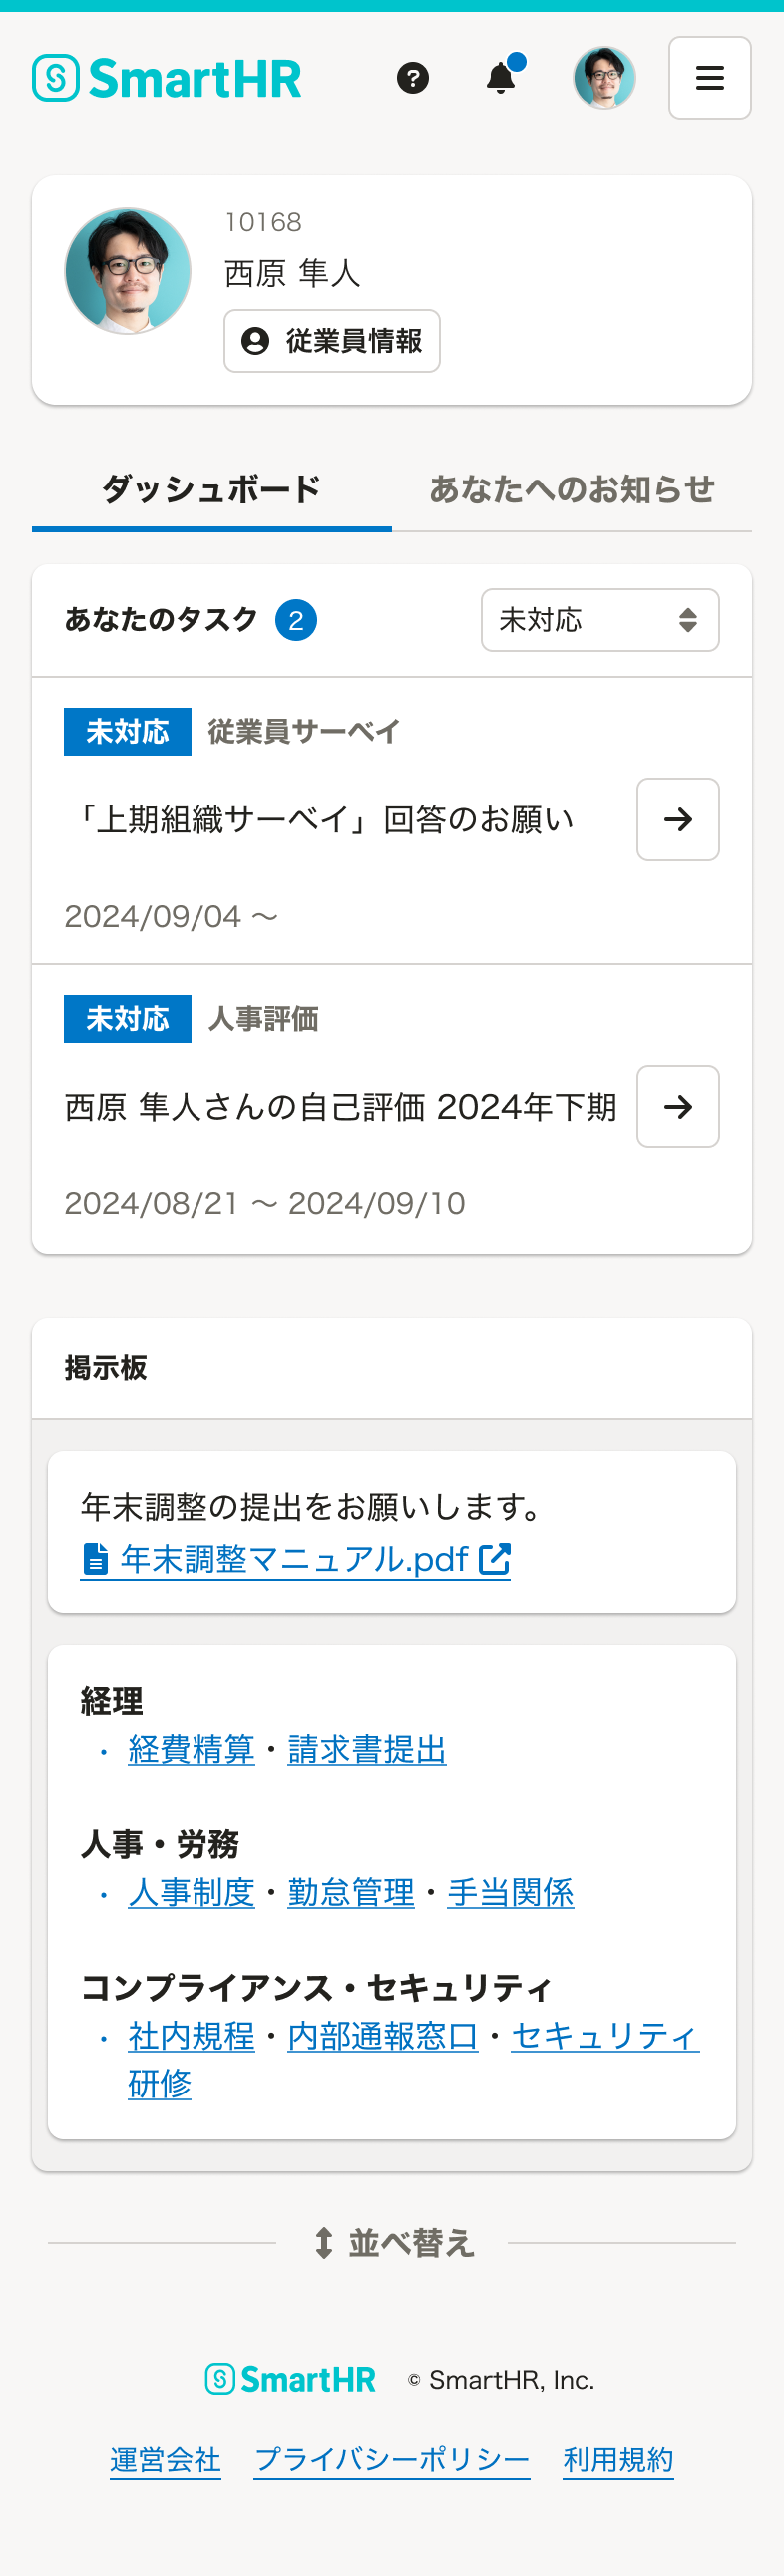 SmartHR
10168
西原 隼人
従業員情報
ダッシュボード あなたへのお知らせ
あなたのタスク 2 未対応
未対応 従業員サーベイ
「上期組織サーベイ」回答のお願い
2024/09/04 〜
未対応 人事評価
西原 隼人さんの自己評価 2024年下期
2024/08/21 〜 2024/09/10
掲示板
年末調整の提出をお願いします。
年末調整マニュアル.pdf
経理
・ 経費精算・請求書提出
人事・労務
・ 人事制度・勤怠管理・手当関係
コンプライアンス・セキュリティ
・ 社内規程・内部通報窓口・セキュリティ
研修
並べ替え
SmartHR © SmartHR, Inc.
運営会社 プライバシーポリシー 利用規約